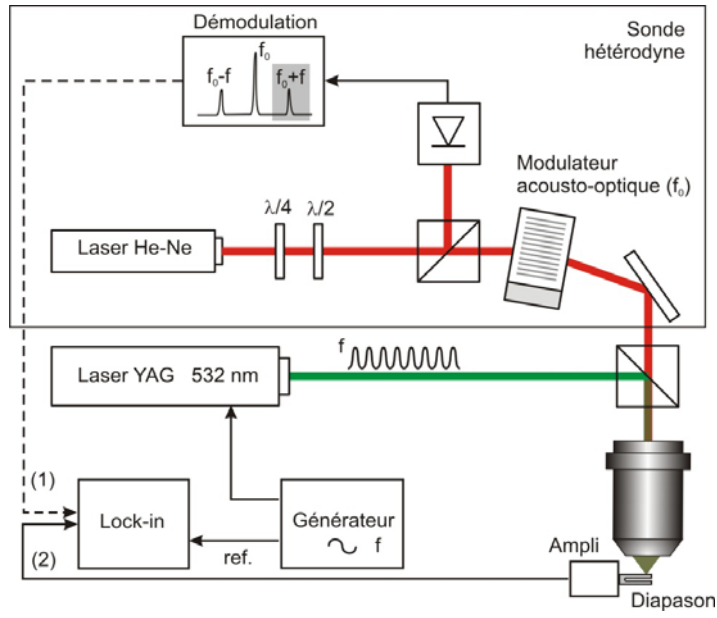 Démodulation
Sonde
hétérodyne
f₀-f
f₀
f₀+f
Modulateur
acousto-optique (f₀)
λ/4
λ/2
Laser He-Ne
f
Laser YAG 532 nm
(1)
(2)
Lock-in
ref.
Générateur
f
Ampli
Diapason